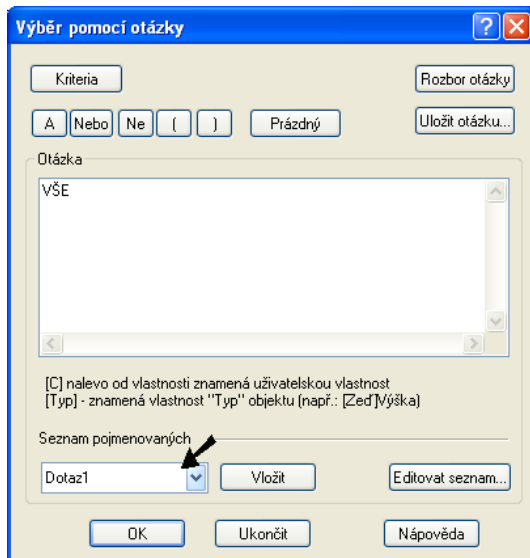 Výběr pomocí otázky
Kriteria
Rozbor otázky
A Nebo Ne ( ) Prázdný
Uložit otázku...
Otázka
VŠE
[C] nalevo od vlastnosti znamená uživatelskou vlastnost
[Typ] - znamená vlastnost "Typ" objektu (např.: [Zeď]Výška)
Seznam pojmenovaných
Dotaz1 Vložit Editovat seznam...
OK Ukončit Nápověda